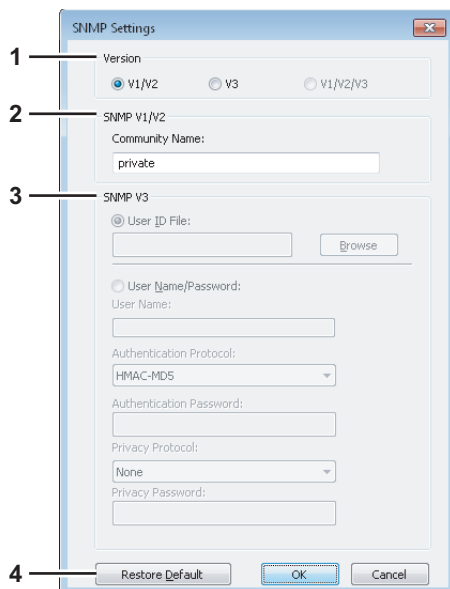 SNMP Settings
1
Version
V1/V2 V3 V1/V2/V3
2
SNMP V1/V2
Community Name:
private
3
SNMP V3
User ID File:
Browse
User Name/Password:
User Name:
Authentication Protocol:
HMAC-MD5
Authentication Password:
Privacy Protocol:
None
Privacy Password:
4
Restore Default OK Cancel